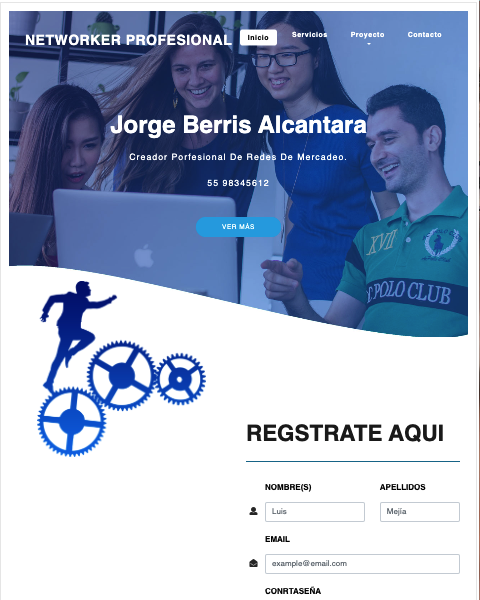 NETWORKER PROFESIONAL
Inicio
Servicios
Proyecto
Contacto
Jorge Berris Alcantara
Creador Porfesional De Redes De Mercadeo.
55 98345612
VER MÁS
XVII
POLO CLUB
REGSTRATE AQUI
NOMBRE(S)
APELLIDOS
Luis
Mejía
EMAIL
example@email.com
CONRTASEÑA